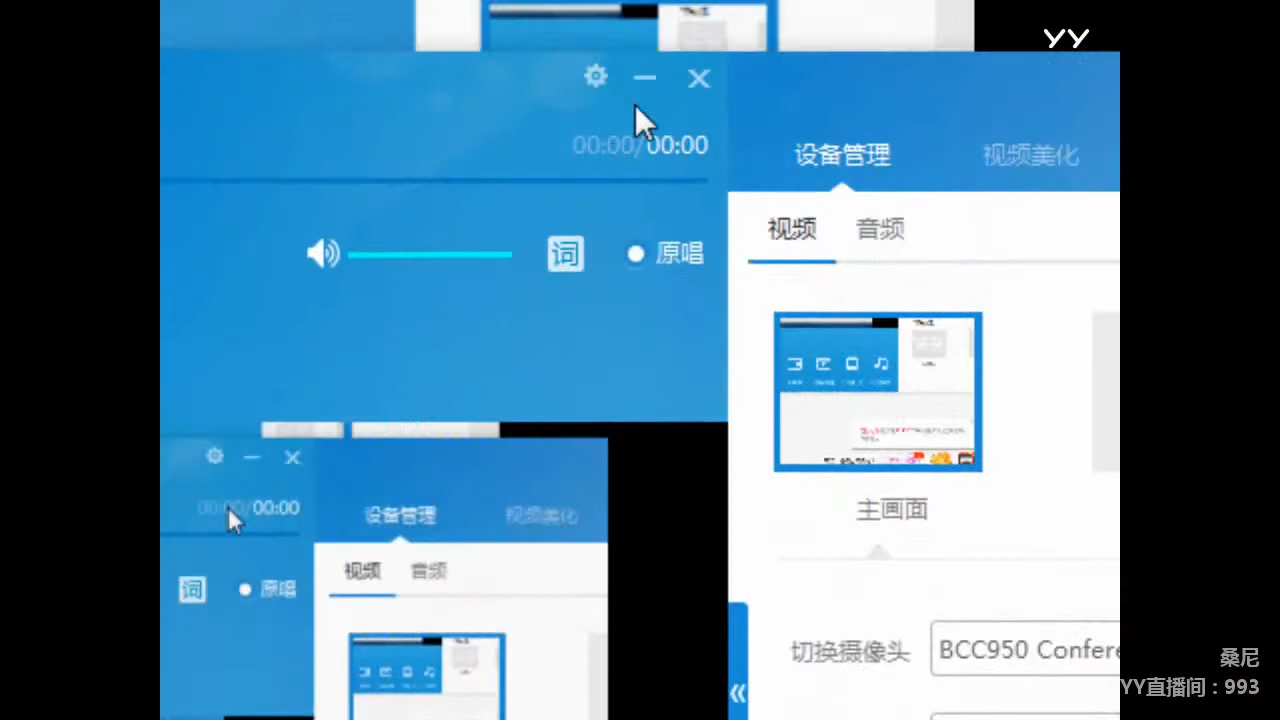 YY
00:00/00:00
设备管理 视频美化
视频 音频
词 原唱
主画面
00:00/00:00
设备管理 视频美化
视频 音频
词 原唱
切换摄像头 BCC950 Confere
桑尼
YY直播间：993